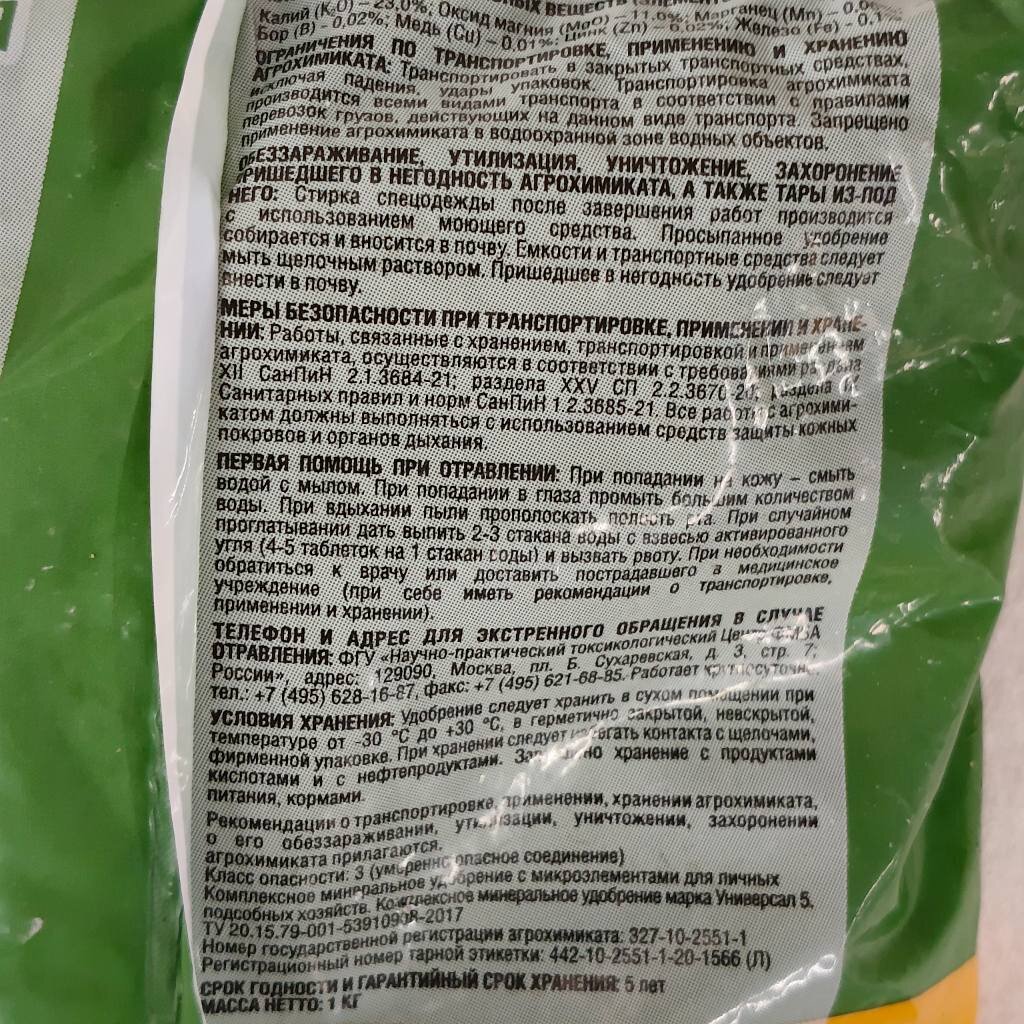 Калий (K₂O) – 23,0%; Оксид магния (MgO) – 11,0%; Марганец (Mn)
Бор (B) - 0,02%; Медь (Cu) – 0,01%; Цинк (Zn) – 0,02%; Железо (Fe) - 0,1%
ОГРАНИЧЕНИЯ ПО ТРАНСПОРТИРОВКЕ, ПРИМЕНЕНИЮ И ХРАНЕНИЮ
АГРОХИМИКАТА: Транспортировать в закрытых транспортных средствах,
исключая падения, удары упаковок. Транспортировка агрохимиката
производится всеми видами транспорта в соответствии с правилами
перевозок грузов, действующих на данном виде транспорта. Запрещено
применение агрохимиката в водоохранной зоне водных объектов.
ОБЕЗЗАРАЖИВАНИЕ, УТИЛИЗАЦИЯ, УНИЧТОЖЕНИЕ, ЗАХОРОНЕНИЕ
ПРИШЕДШЕГО В НЕГОДНОСТЬ АГРОХИМИКАТА, А ТАКЖЕ ТАРЫ ИЗ-ПОД
НЕГО: Стирка спецодежды после завершения работ производится
с использованием моющего средства. Просыпанное удобрение
собирается и вносится в почву. Емкости и транспортные средства следует
мыть щелочным раствором. Пришедшее в негодность удобрение следует
внести в почву.
МЕРЫ БЕЗОПАСНОСТИ ПРИ ТРАНСПОРТИРОВКЕ, ПРИМЕНЕНИИ И ХРАНЕ-
НИИ: Работы, связанные с хранением, транспортировкой и применением
агрохимиката, осуществляются в соответствии с требованиями раздела
XII СанПиН 2.1.3684-21; раздела XXV СП 2.2.3670-20; раздела
Санитарных правил и норм СанПиН 1.2.3685-21. Все работы с агрохими-
катом должны выполняться с использованием средств защиты кожных
покровов и органов дыхания.
ПЕРВАЯ ПОМОЩЬ ПРИ ОТРАВЛЕНИИ: При попадании на кожу – смыть
водой с мылом. При попадании в глаза промыть большим количеством
воды. При вдыхании пыли прополоскать полость рта. При случайном
проглатывании дать выпить 2-3 стакана воды с взвесью активированного
угля (4-5 таблеток на 1 стакан воды) и вызвать рвоту. При необходимости
обратиться к врачу или доставить пострадавшего в медицинское
учреждение (при себе иметь рекомендации о транспортировке,
применении и хранении).
ТЕЛЕФОН И АДРЕС ДЛЯ ЭКСТРЕННОГО ОБРАЩЕНИЯ В СЛУЧАЕ
ОТРАВЛЕНИЯ: ФГУ «Научно-практический токсикологический Центр ФМБА
России», адрес: 129090, Москва, пл. Б. Сухаревская, д. 3, стр. 7;
тел.: +7 (495) 628-16-87, факс: +7 (495) 621-68-85. Работает круглосуточно.
УСЛОВИЯ ХРАНЕНИЯ: Удобрение следует хранить в сухом помещении при
температуре от -30 °C до +30 °C, в герметично закрытой, невскрытой,
фирменной упаковке. При хранении следует избегать контакта с щелочами,
кислотами и с нефтепродуктами. Запрещено хранение с продуктами
питания, кормами.
Рекомендации о транспортировке, применении, хранении агрохимиката,
о его обеззараживании, утилизации, уничтожении, захоронении
агрохимиката прилагаются.
Класс опасности: 3 (умеренно опасное соединение)
Комплексное минеральное удобрение с микроэлементами для личных
подсобных хозяйств. Комплексное минеральное удобрение марка Универсал 5.
ТУ 20.15.79-001-53910908-2017
Номер государственной регистрации агрохимиката: 327-10-2551-1
Регистрационный номер тарной этикетки: 442-10-2551-1-20-1566 (Л)
СРОК ГОДНОСТИ И ГАРАНТИЙНЫЙ СРОК ХРАНЕНИЯ: 5 лет
МАССА НЕТТО: 1 КГ